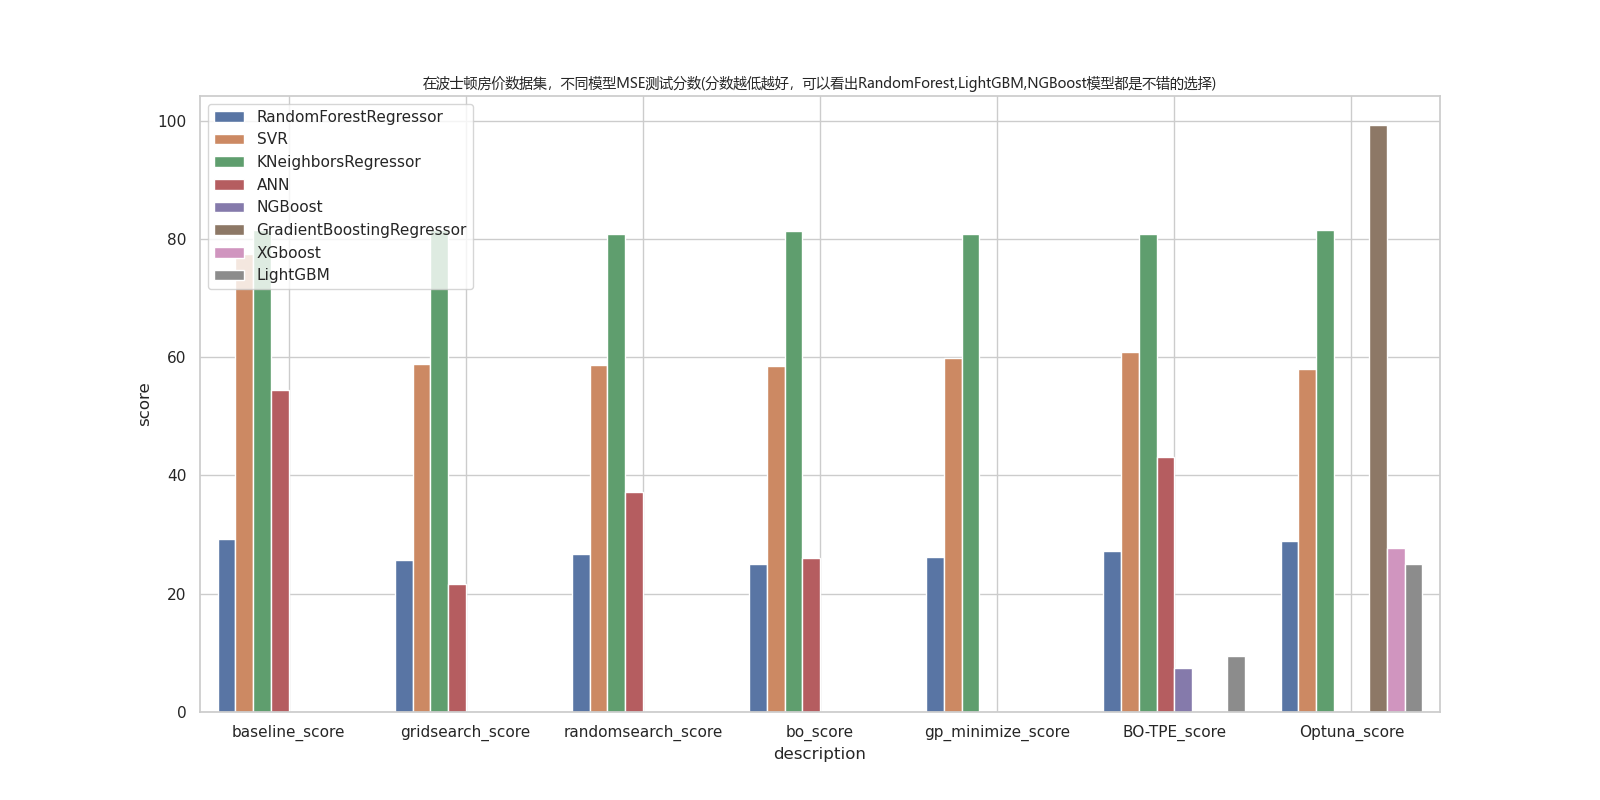 在波士顿房价数据集，不同模型MSE测试分数(分数越低越好，可以看出RandomForest,LightGBM,NGBoost模型都是不错的选择)
RandomForestRegressor
SVR
KNeighborsRegressor
ANN
NGBoost
GradientBoostingRegressor
XGboost
LightGBM
100
80
60
40
20
0
score
baseline_score
gridsearch_score
randomsearch_score
bo_score
gp_minimize_score
BO-TPE_score
Optuna_score
description